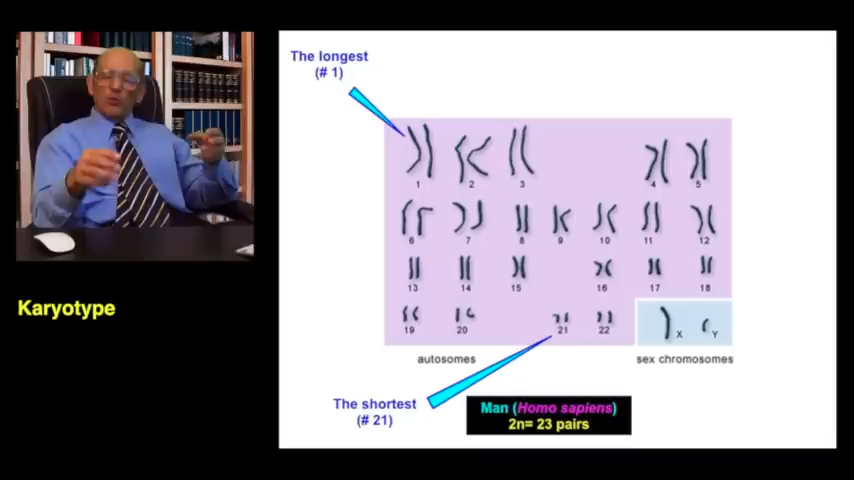 The longest
(# 1)
1 2 3 4 5
6 7 8 9 10 11 12
13 14 15 16 17 18
19 20 21 22 X Y
Karyotype
autosomes sex chromosomes
The shortest
(# 21)
Man (Homo sapiens)
2n= 23 pairs